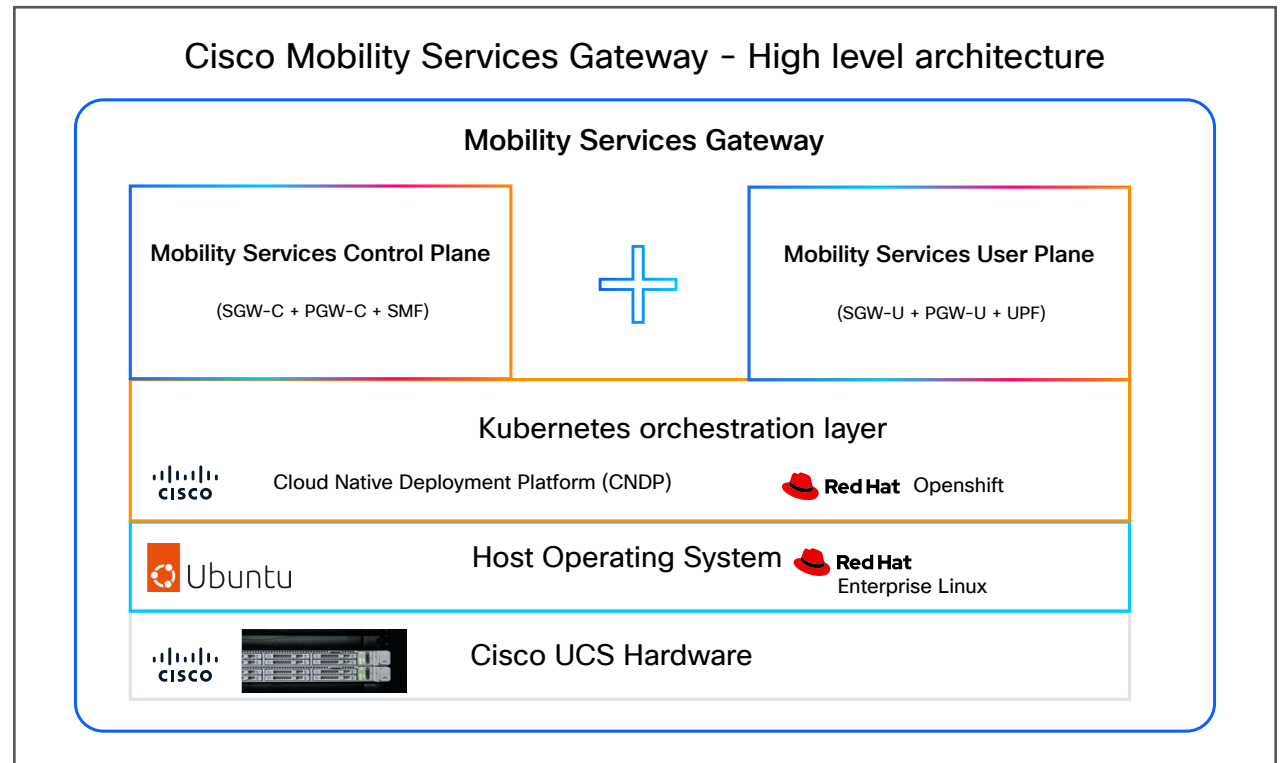 Cisco Mobility Services Gateway - High level architecture
Mobility Services Gateway
Mobility Services Control Plane
(SGW-C + PGW-C + SMF)
Mobility Services User Plane
(SGW-U + PGW-U + UPF)
Kubernetes orchestration layer
CISCO
Cloud Native Deployment Platform (CNDP)
Red Hat Openshift
Ubuntu
Host Operating System
Red Hat
Enterprise Linux
CISCO
Cisco UCS Hardware